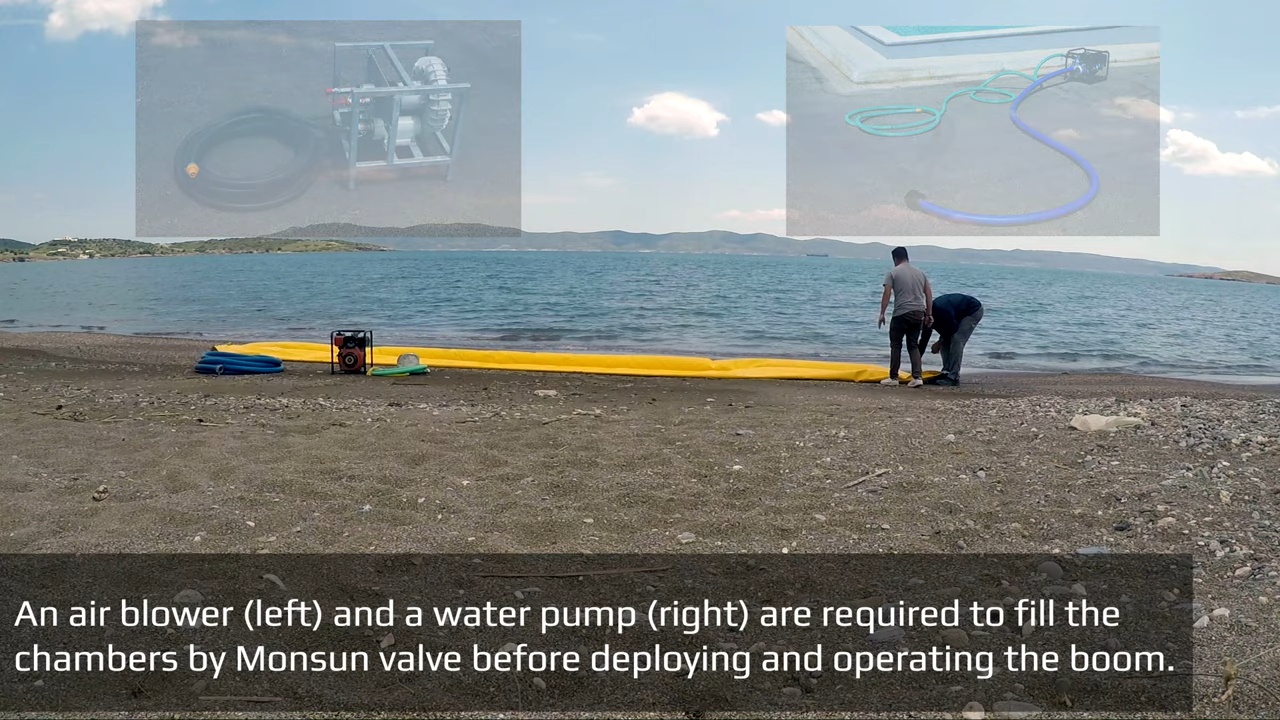 An air blower (left) and a water pump (right) are required to fill the
chambers by Monsun valve before deploying and operating the boom.